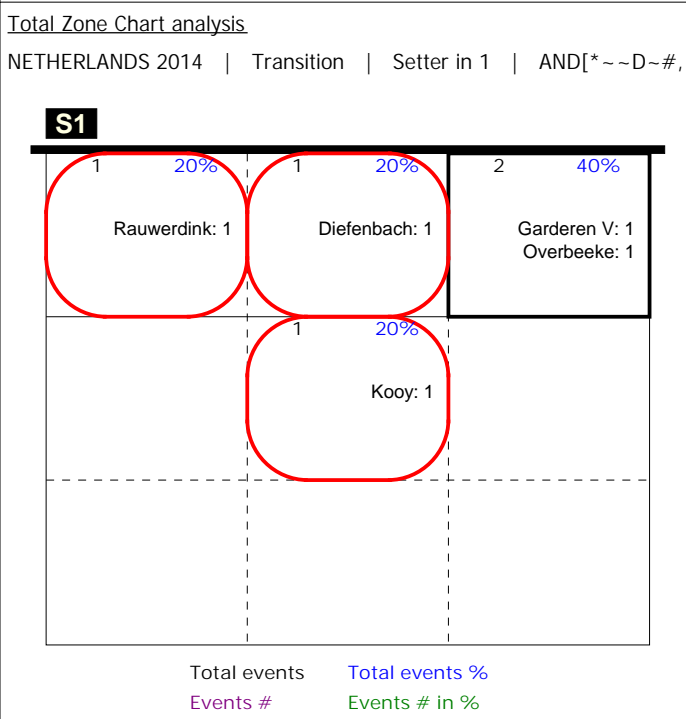 Total Zone Chart analysis
NETHERLANDS 2014 | Transition | Setter in 1 | AND[*~~D~#,
S1
1 20% 1 20% 2 40%
Rauwerdink: 1 Diefenbach: 1 Garderen V: 1
Overbeeke: 1
1 20%
Kooy: 1
Total events Total events %
Events # Events # in %